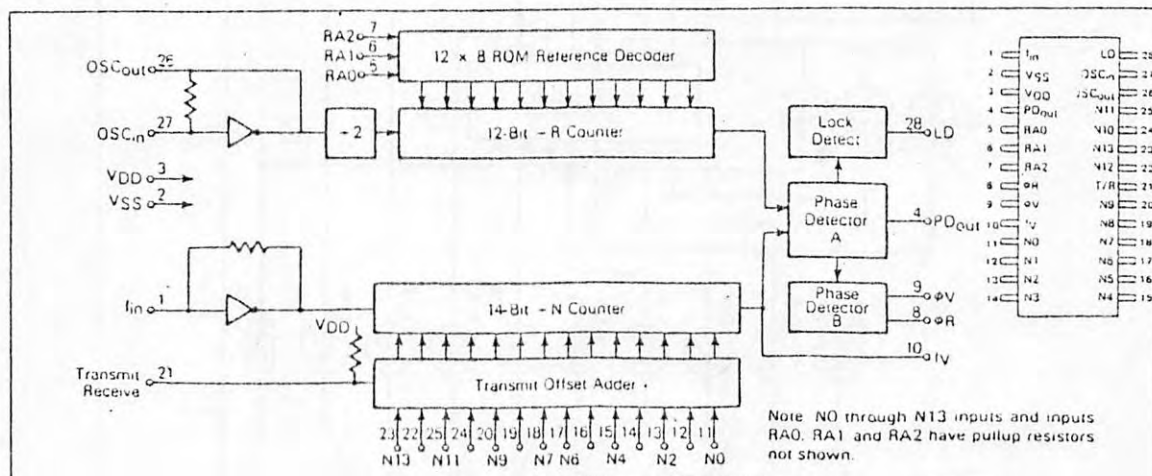 RA2 7
RA1 6
RA0 5
12 × 8 ROM Reference Decoder
OSCout 26
OSCin 27
÷2
12-Bit ÷ R Counter
Lock Detect
28 LD
VDD 3
VSS 2
Phase Detector A
4 PDout
fin 1
14-Bit ÷ N Counter
Phase Detector B
9 ΦV
8 ΦR
10 fV
VDD
Transmit Receive 21
Transmit Offset Adder
23 22 25 24 20 19 18 17 16 15 14 13 12 11
N13 N11 N9 N7 N6 N4 N2 N0
Note N0 through N13 inputs and inputs
RA0, RA1 and RA2 have pullup resistors
not shown.
1 fin LD 28
2 VSS OSCin 27
3 VDD OSCout 26
4 PDout N11 25
5 RA0 N10 24
6 RA1 N13 23
7 RA2 N12 22
8 ΦR T/R 21
9 ΦV N9 20
10 fV N8 19
11 N0 N7 18
12 N1 N6 17
13 N2 N5 16
14 N3 N4 15